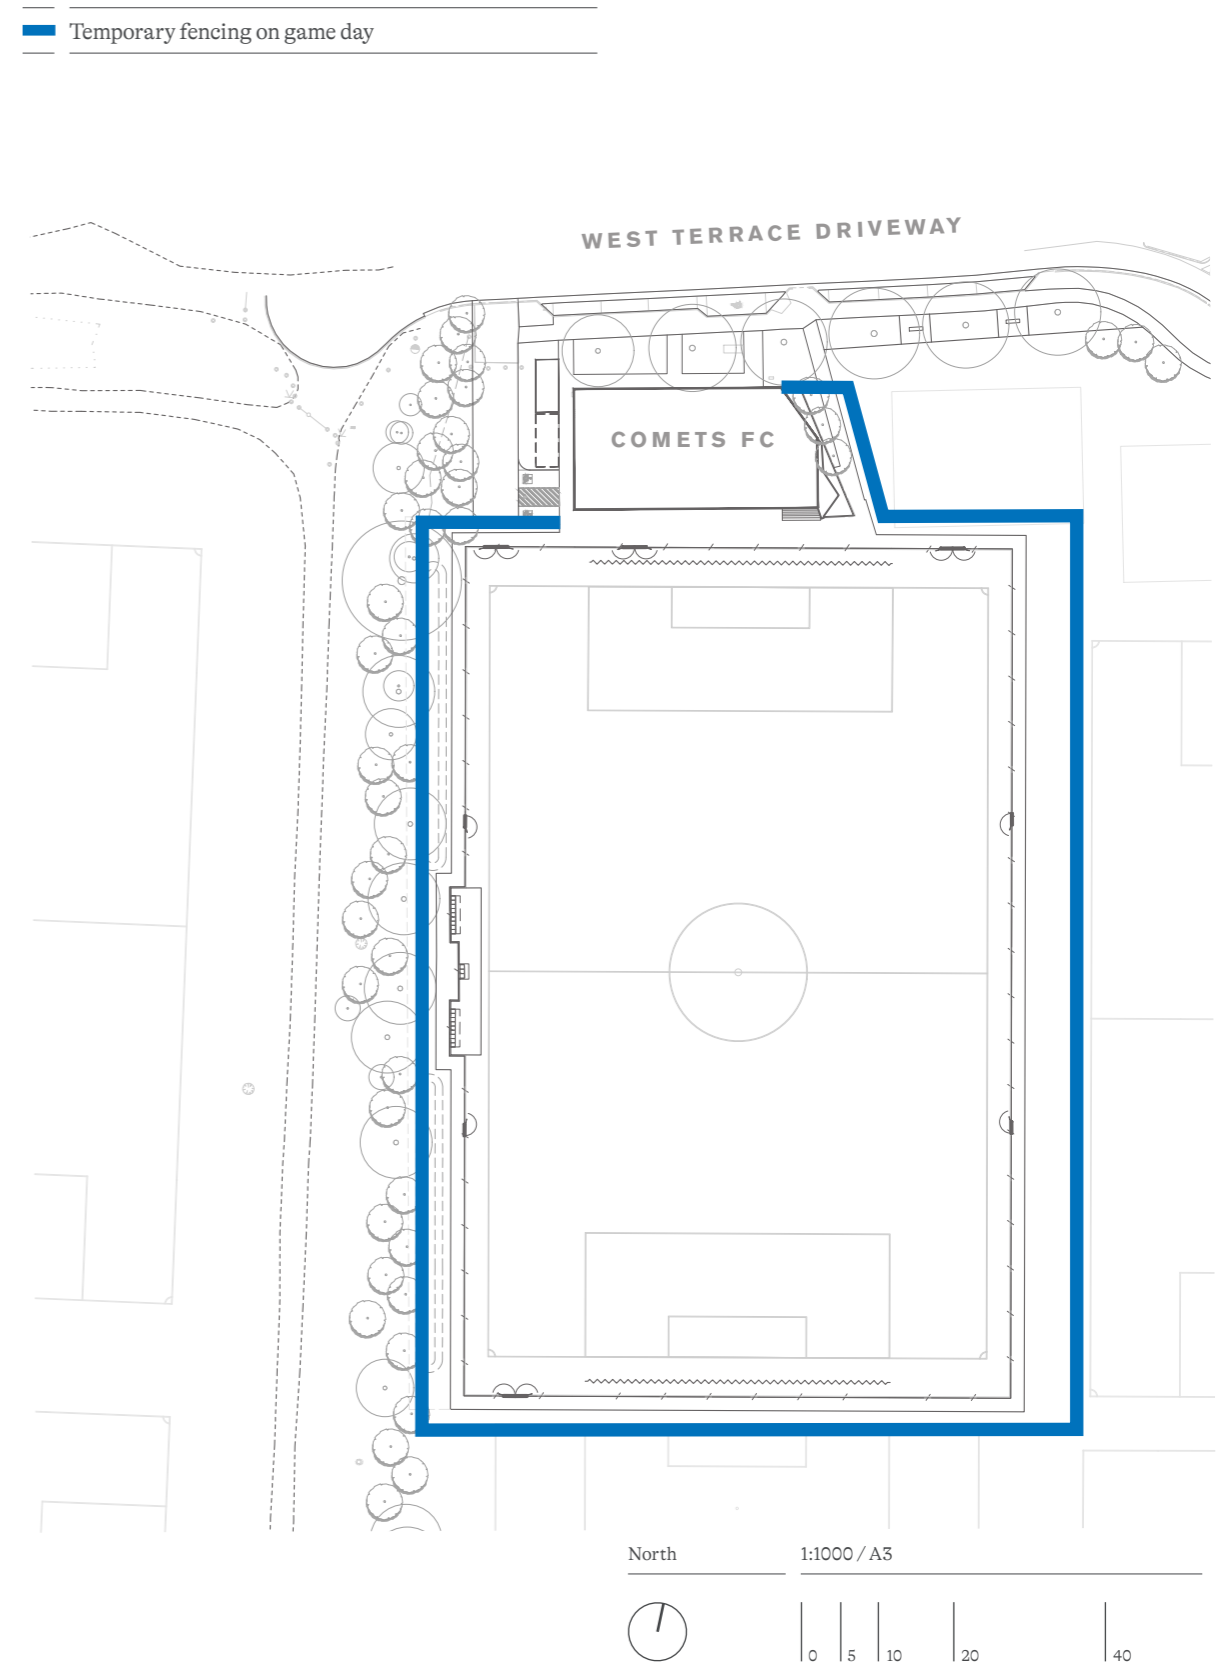 Temporary fencing on game day
WEST TERRACE DRIVEWAY
COMETS FC
North
1:1000 / A3
0 5 10 20 40